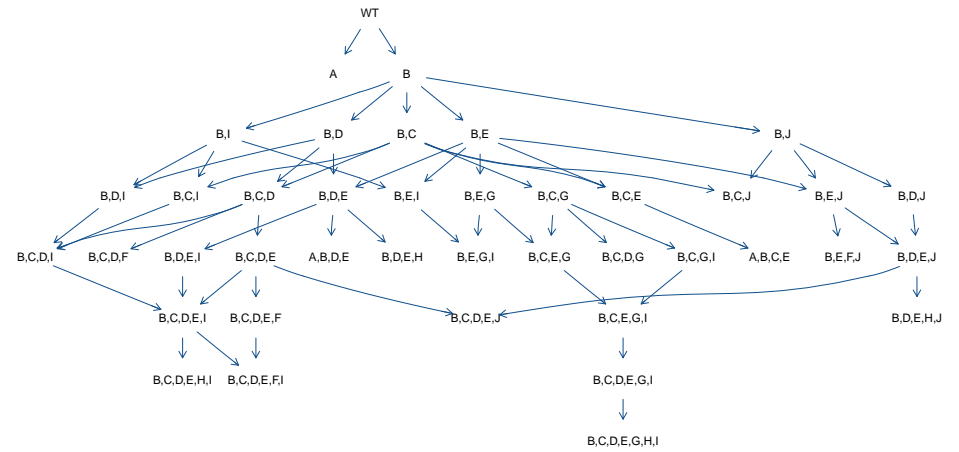 WT
A B
B,I B,D B,C B,E B,J
B,D,I B,C,I B,C,D B,D,E B,E,I B,E,G B,C,G B,C,E B,C,J B,E,J B,D,J
B,C,D,I B,C,D,F B,D,E,I B,C,D,E A,B,D,E B,D,E,H B,E,G,I B,C,E,G B,C,D,G B,C,G,I A,B,C,E B,E,F,J B,D,E,J
B,C,D,E,I B,C,D,E,F B,C,D,E,J B,C,E,G,I B,D,E,H,J
B,C,D,E,H,I B,C,D,E,F,I B,C,D,E,G,I
B,C,D,E,G,H,I